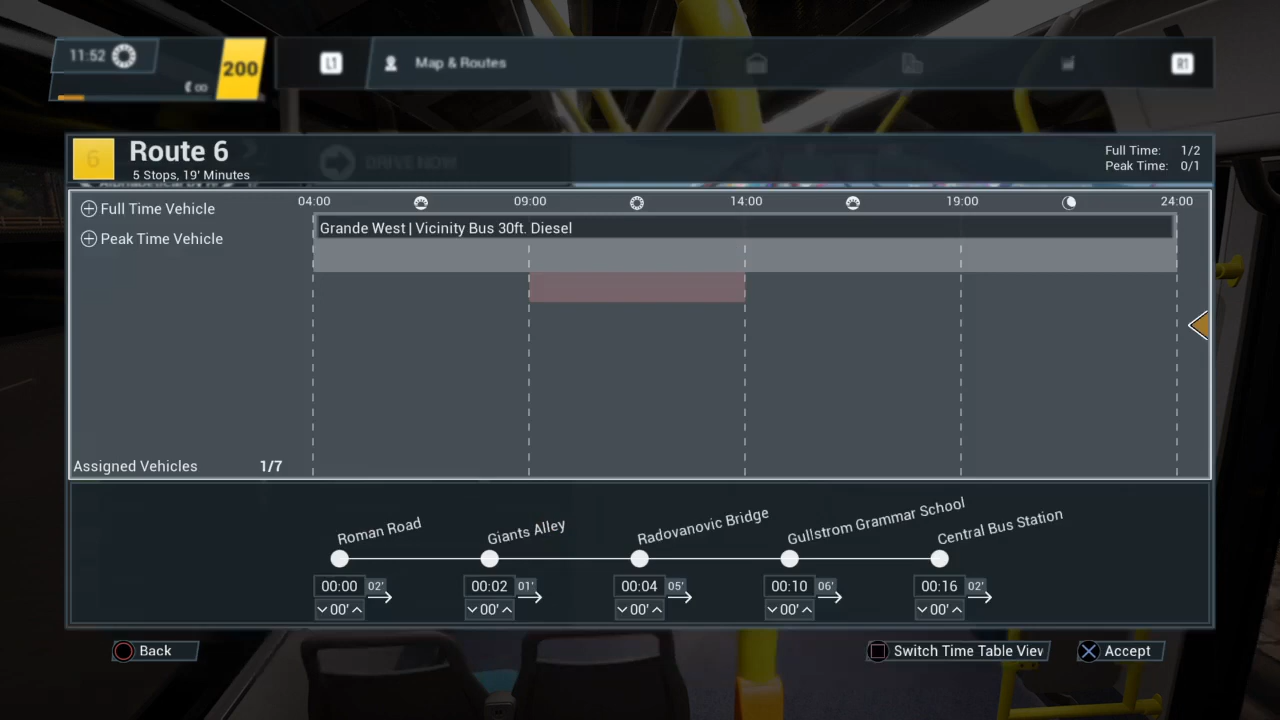 11:52
∞
200
L1
Map & Routes
R1
6
Route 6
5 Stops, 19' Minutes
DRIVE NOW
Full Time: 1/2
Peak Time: 0/1
Full Time Vehicle
Peak Time Vehicle
04:00 09:00 14:00 19:00 24:00
Grande West | Vicinity Bus 30ft. Diesel
Assigned Vehicles 1/7
Roman Road
Giants Alley
Radovanovic Bridge
Gullstrom Grammar School
Central Bus Station
00:00 02' 00:02 01' 00:04 05' 00:10 06' 00:16 02'
00' 00' 00' 00' 00'
Back
Switch Time Table View
Accept